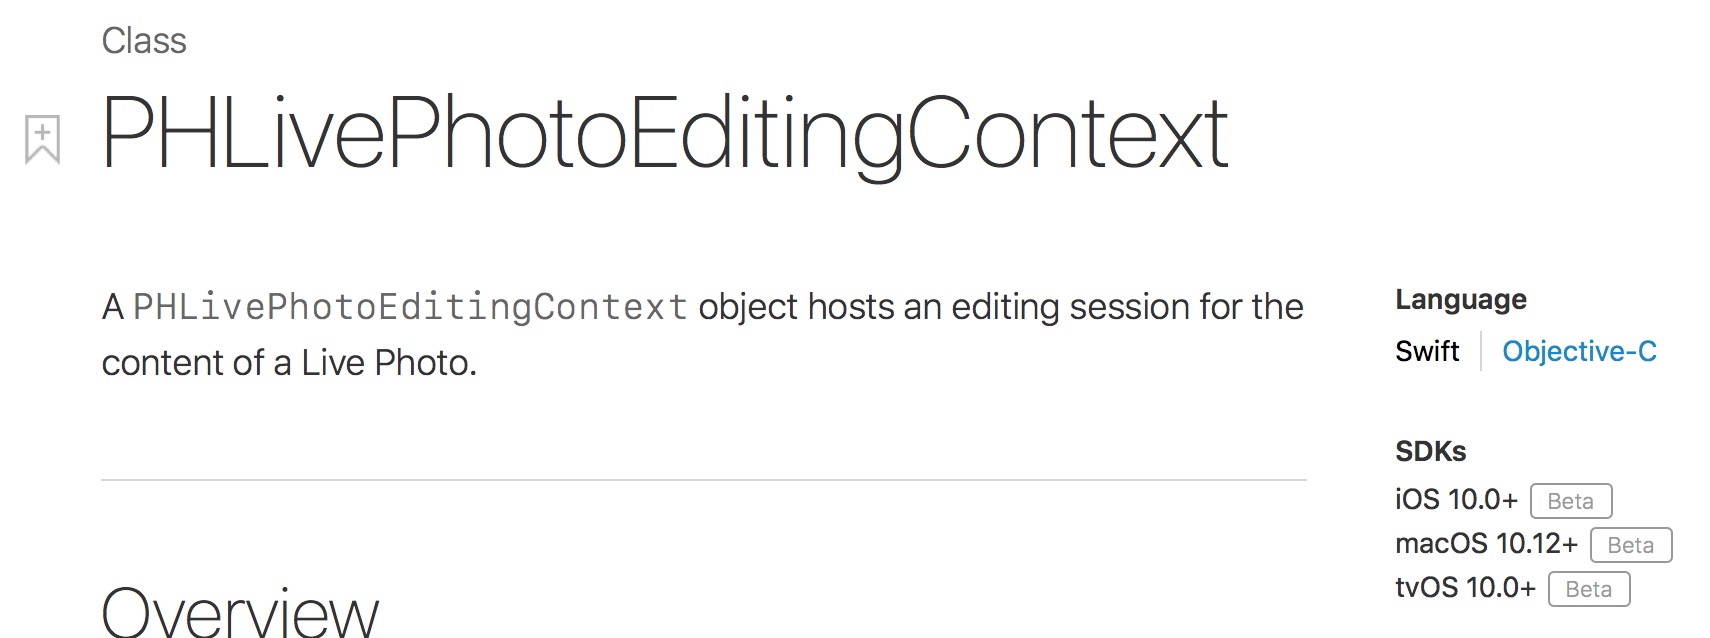 Class
PHLivePhotoEditingContext
A PHLivePhotoEditingContext object hosts an editing session for the
content of a Live Photo.
Overview
Language
Swift Objective-C
SDKs
iOS 10.0+ Beta
macOS 10.12+ Beta
tvOS 10.0+ Beta